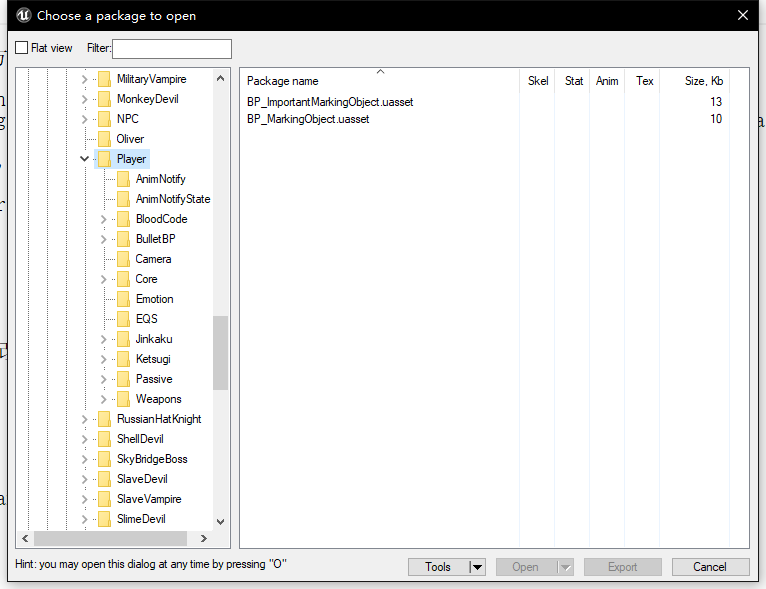 Choose a package to open
Flat view Filter:
MilitaryVampire
MonkeyDevil
NPC
Oliver
Player
AnimNotify
AnimNotifyState
BloodCode
BulletBP
Camera
Core
Emotion
EQS
Jinkaku
Ketsugi
Passive
Weapons
RussianHatKnight
ShellDevil
SkyBridgeBoss
SlaveDevil
SlaveVampire
SlimeDevil
Package name Skel Stat Anim Tex Size, Kb
BP_ImportantMarkingObject.uasset 13
BP_MarkingObject.uasset 10
Hint: you may open this dialog at any time by pressing "O"
Tools Open Export Cancel